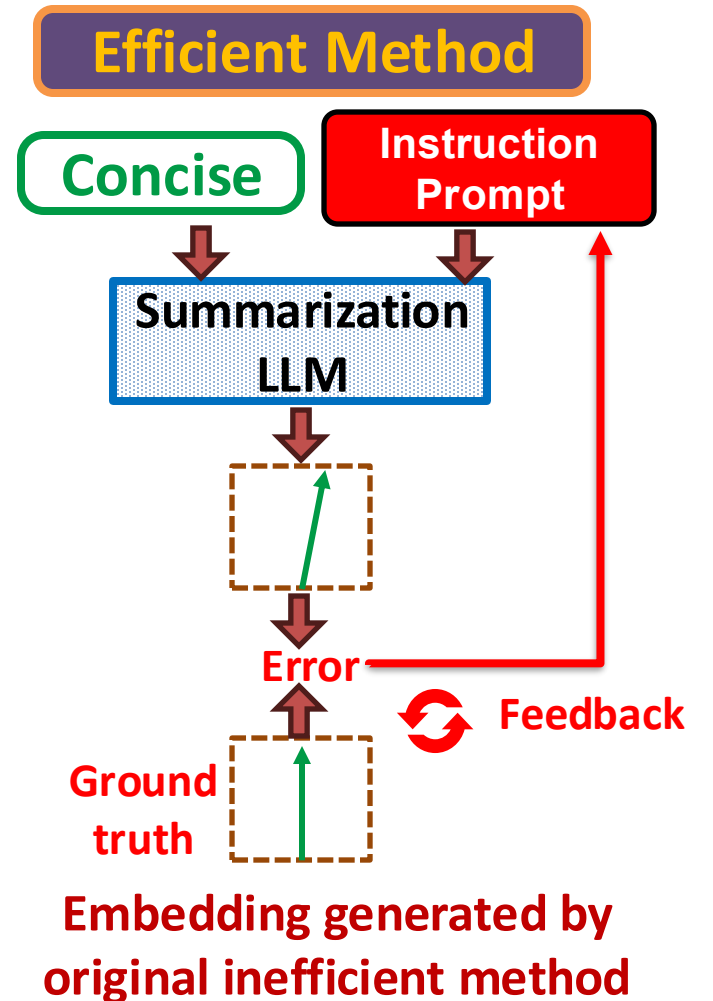 Efficient Method
Concise
Instruction
Prompt
Summarization
LLM
Error
Feedback
Ground
truth
Embedding generated by
original inefficient method